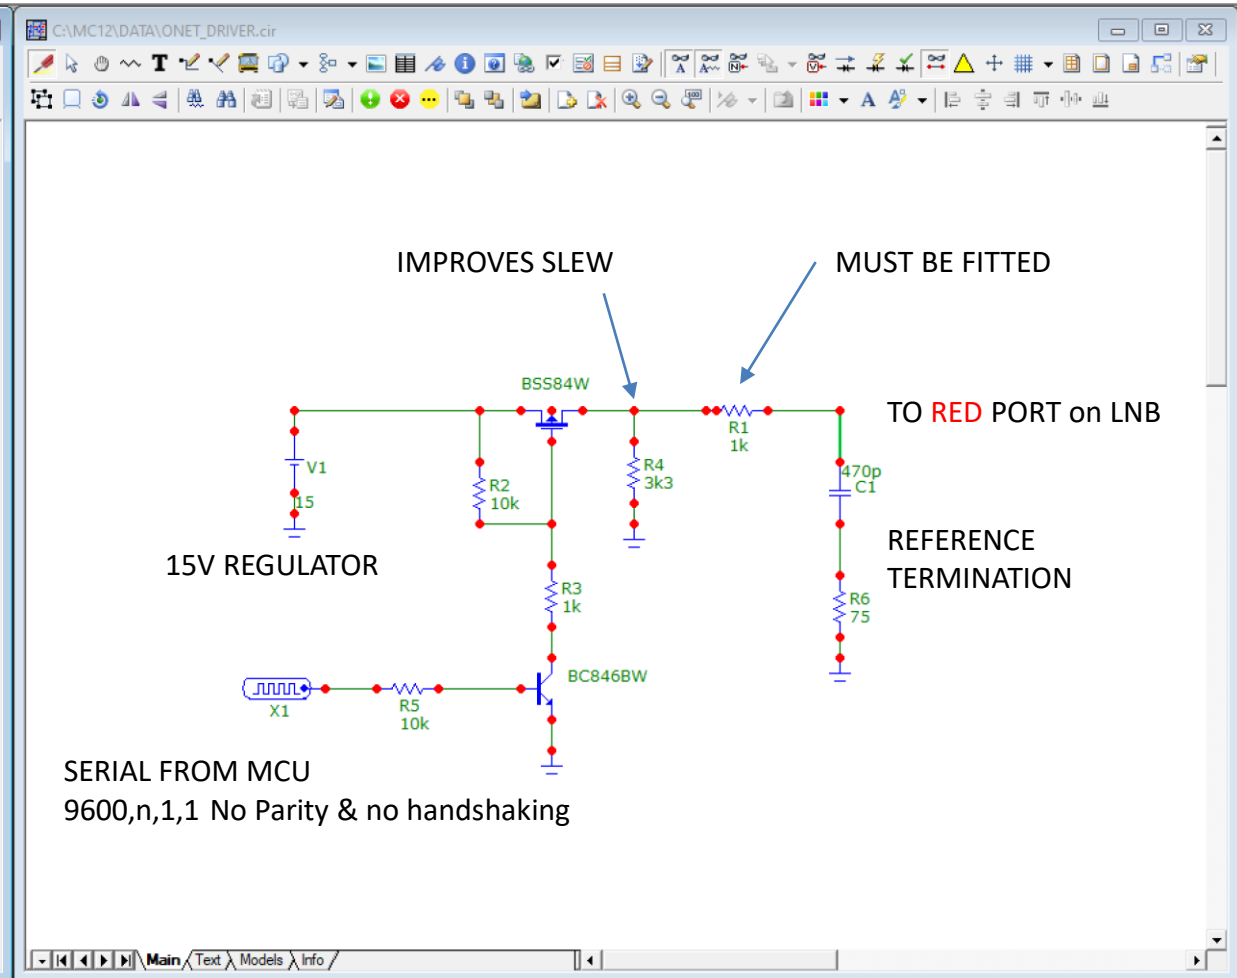 C:\MC12\DATA\ONET_DRIVER.cir
IMPROVES SLEW
MUST BE FITTED
BSS84W
TO RED PORT on LNB
R1
1k
V1
15
R2
10k
R4
3k3
470p
C1
15V REGULATOR
REFERENCE
TERMINATION
R3
1k
R6
75
BC846BW
X1
R5
10k
SERIAL FROM MCU
9600,n,1,1 No Parity & no handshaking
Main
Text
Models
Info